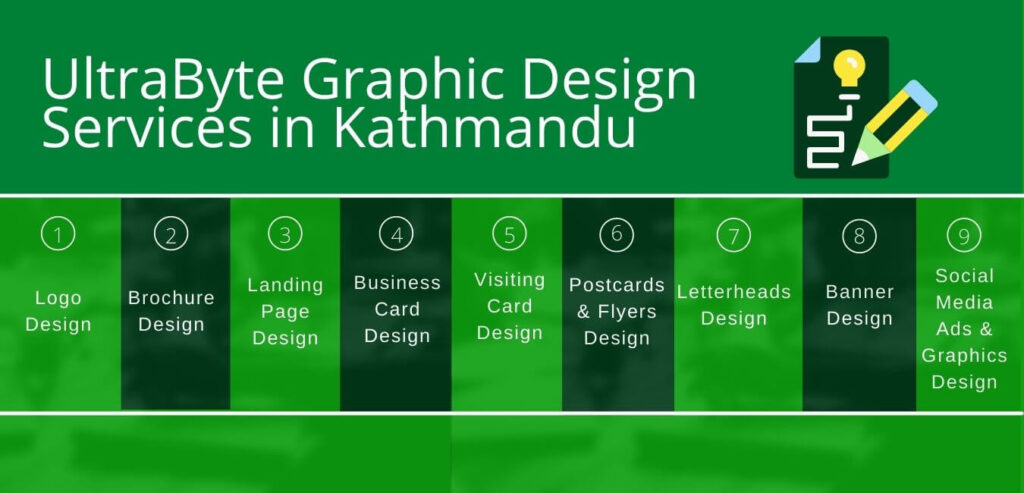 UltraByte Graphic Design
Services in Kathmandu
1
Logo
Design
2
Brochure
Design
3
Landing
Page
Design
4
Business
Card
Design
5
Visiting
Card
Design
6
Postcards
& Flyers
Design
7
Letterheads
Design
8
Banner
Design
9
Social
Media
Ads &
Graphics
Design